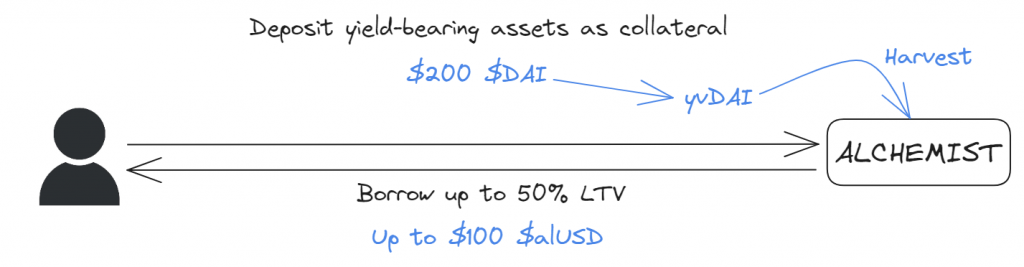 Deposit yield-bearing assets as collateral
Harvest
$200 $DAI
yvDAI
ALCHEMIST
Borrow up to 50% LTV
Up to $100 $alUSD